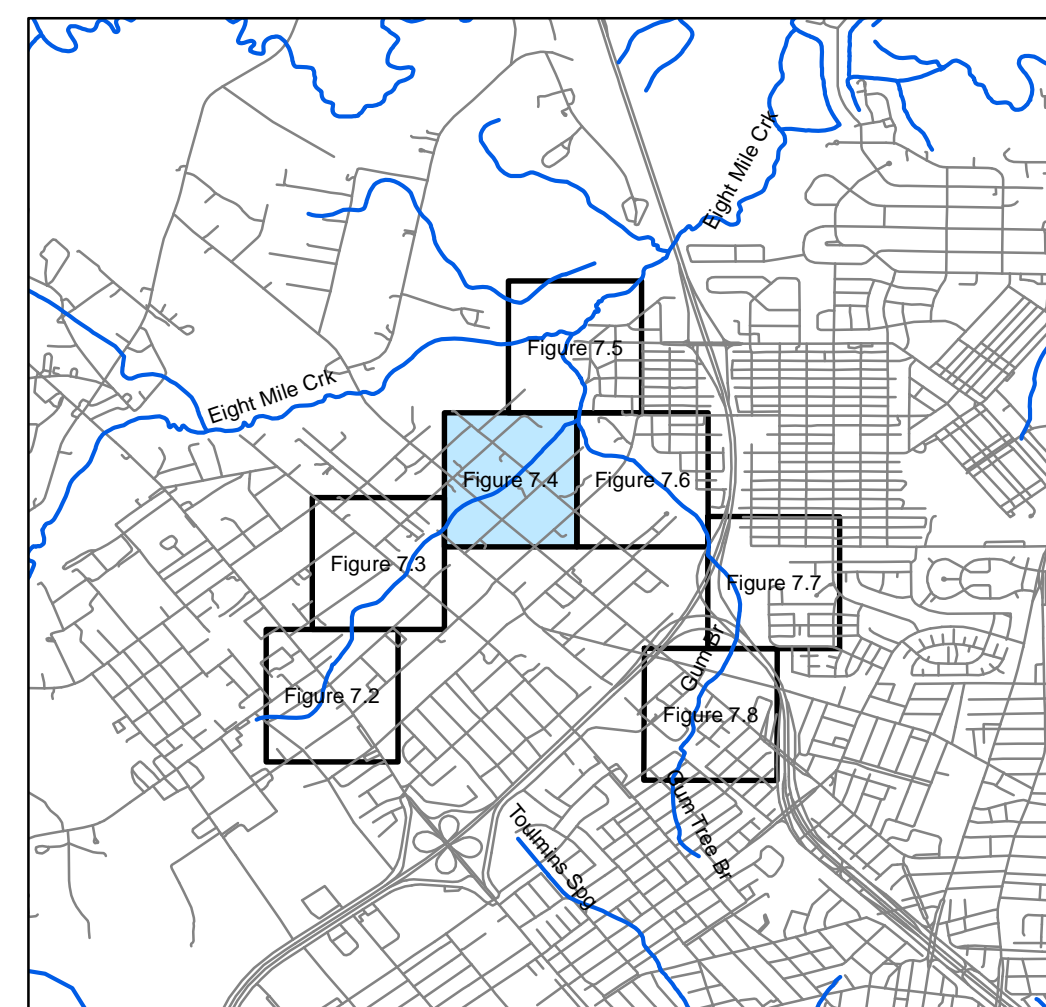 Eight Mile Crk
Figure 7.5
Eight Mile Crk
Figure 7.4
Figure 7.6
Figure 7.3
Figure 7.7
Gum Br
Figure 7.2
Figure 7.8
Gum Tree Br
Toulmins Spg